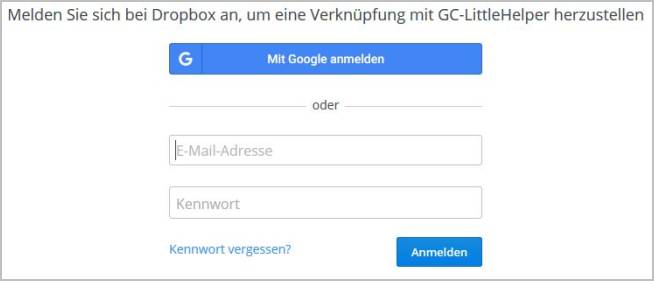 Melden Sie sich bei Dropbox an, um eine Verknüpfung mit GC-LittleHelper herzustellen
G Mit Google anmelden
oder
E-Mail-Adresse
Kennwort
Kennwort vergessen?
Anmelden